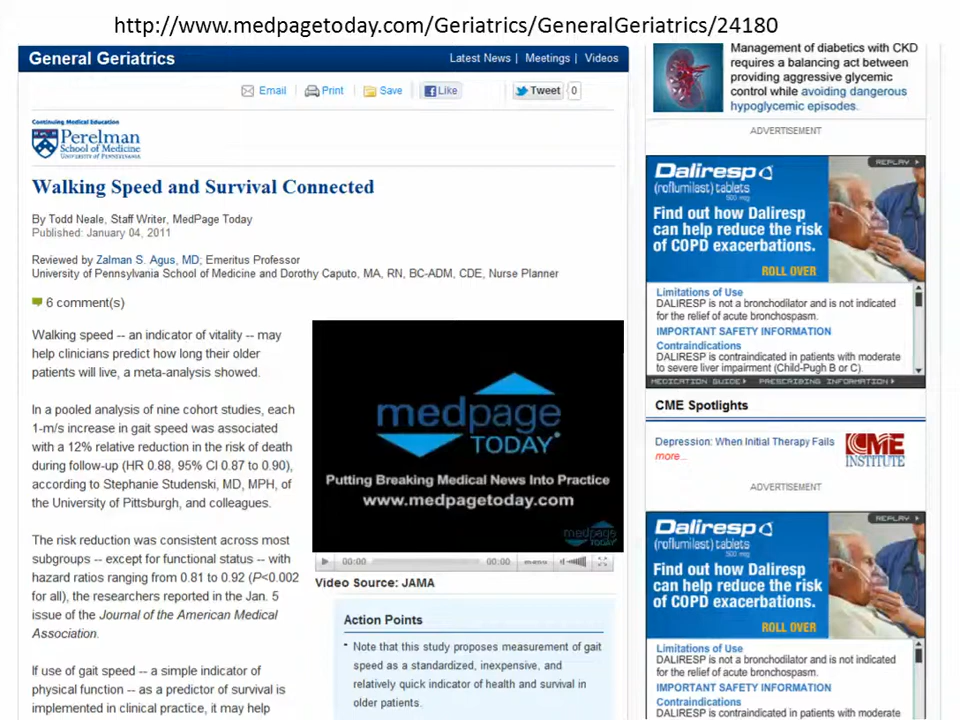 http://www.medpagetoday.com/Geriatrics/GeneralGeriatrics/24180
General Geriatrics
Latest News | Meetings | Videos
Email
Print
Save
Like
Tweet
0
Continuing Medical Education
Perelman
School of Medicine
UNIVERSITY OF PENNSYLVANIA
Walking Speed and Survival Connected
By Todd Neale, Staff Writer, MedPage Today
Published: January 04, 2011
Reviewed by Zalman S. Agus, MD; Emeritus Professor
University of Pennsylvania School of Medicine and Dorothy Caputo, MA, RN, BC-ADM, CDE, Nurse Planner
6 comment(s)
Walking speed -- an indicator of vitality -- may
help clinicians predict how long their older
patients will live, a meta-analysis showed.
In a pooled analysis of nine cohort studies, each
1-m/s increase in gait speed was associated
with a 12% relative reduction in the risk of death
during follow-up (HR 0.88, 95% CI 0.87 to 0.90),
according to Stephanie Studenski, MD, MPH, of
the University of Pittsburgh, and colleagues.
The risk reduction was consistent across most
subgroups -- except for functional status -- with
hazard ratios ranging from 0.81 to 0.92 (P<0.002
for all), the researchers reported in the Jan. 5
issue of the Journal of the American Medical
Association.
If use of gait speed -- a simple indicator of
physical function -- as a predictor of survival is
implemented in clinical practice, it may help
medpage
TODAY
Putting Breaking Medical News Into Practice
www.medpagetoday.com
medpage
TODAY
00:00
00:00
Video Source: JAMA
Action Points
Note that this study proposes measurement of gait
speed as a standardized, inexpensive, and
relatively quick indicator of health and survival in
older patients.
Management of diabetics with CKD
requires a balancing act between
providing aggressive glycemic
control while avoiding dangerous
hypoglycemic episodes.
ADVERTISEMENT
REPLAY
Daliresp
(roflumilast) tablets
500 mcg
Find out how Daliresp
can help reduce the risk
of COPD exacerbations.
ROLL OVER
Limitations of Use
DALIRESP is not a bronchodilator and is not indicated
for the relief of acute bronchospasm.
IMPORTANT SAFETY INFORMATION
Contraindications
DALIRESP is contraindicated in patients with moderate
to severe liver impairment (Child-Pugh B or C).
MEDICATION GUIDE
PRESCRIBING INFORMATION
CME Spotlights
Depression: When Initial Therapy Fails
more...
CME
INSTITUTE
ADVERTISEMENT
REPLAY
Daliresp
(roflumilast) tablets
500 mcg
Find out how Daliresp
can help reduce the risk
of COPD exacerbations.
ROLL OVER
Limitations of Use
DALIRESP is not a bronchodilator and is not indicated
for the relief of acute bronchospasm.
IMPORTANT SAFETY INFORMATION
Contraindications
DALIRESP is contraindicated in patients with moderate